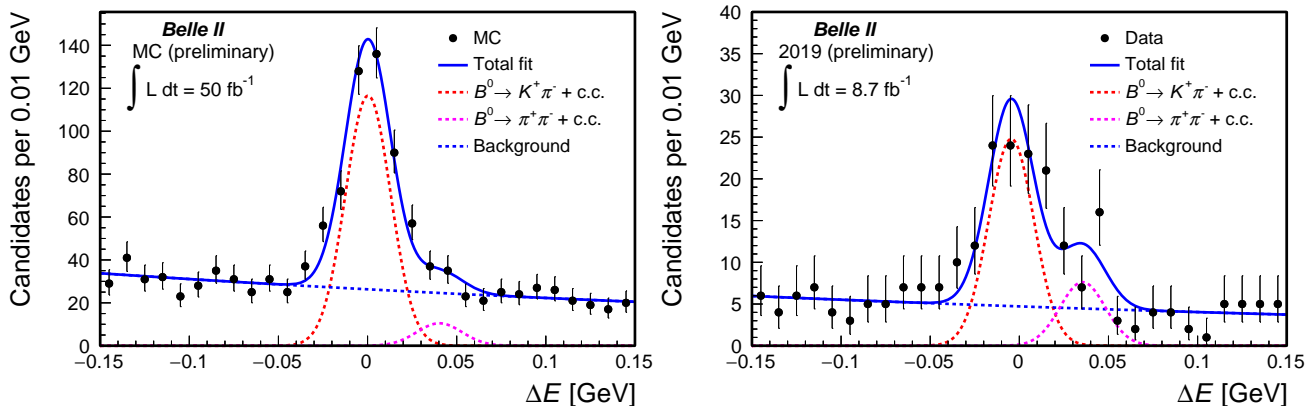 Belle II
MC (preliminary)
∫ L dt = 50 fb⁻¹
MC
Total fit
B⁰→ K⁺π⁻ + c.c.
B⁰→ π⁺π⁻ + c.c.
Background
Candidates per 0.01 GeV
0
20
40
60
80
100
120
140
−0.15 −0.1 −0.05 0 0.05 0.1 0.15
ΔE [GeV]
Belle II
2019 (preliminary)
∫ L dt = 8.7 fb⁻¹
Data
Total fit
B⁰→ K⁺π⁻ + c.c.
B⁰→ π⁺π⁻ + c.c.
Background
Candidates per 0.01 GeV
0
5
10
15
20
25
30
35
40
−0.15 −0.1 −0.05 0 0.05 0.1 0.15
ΔE [GeV]